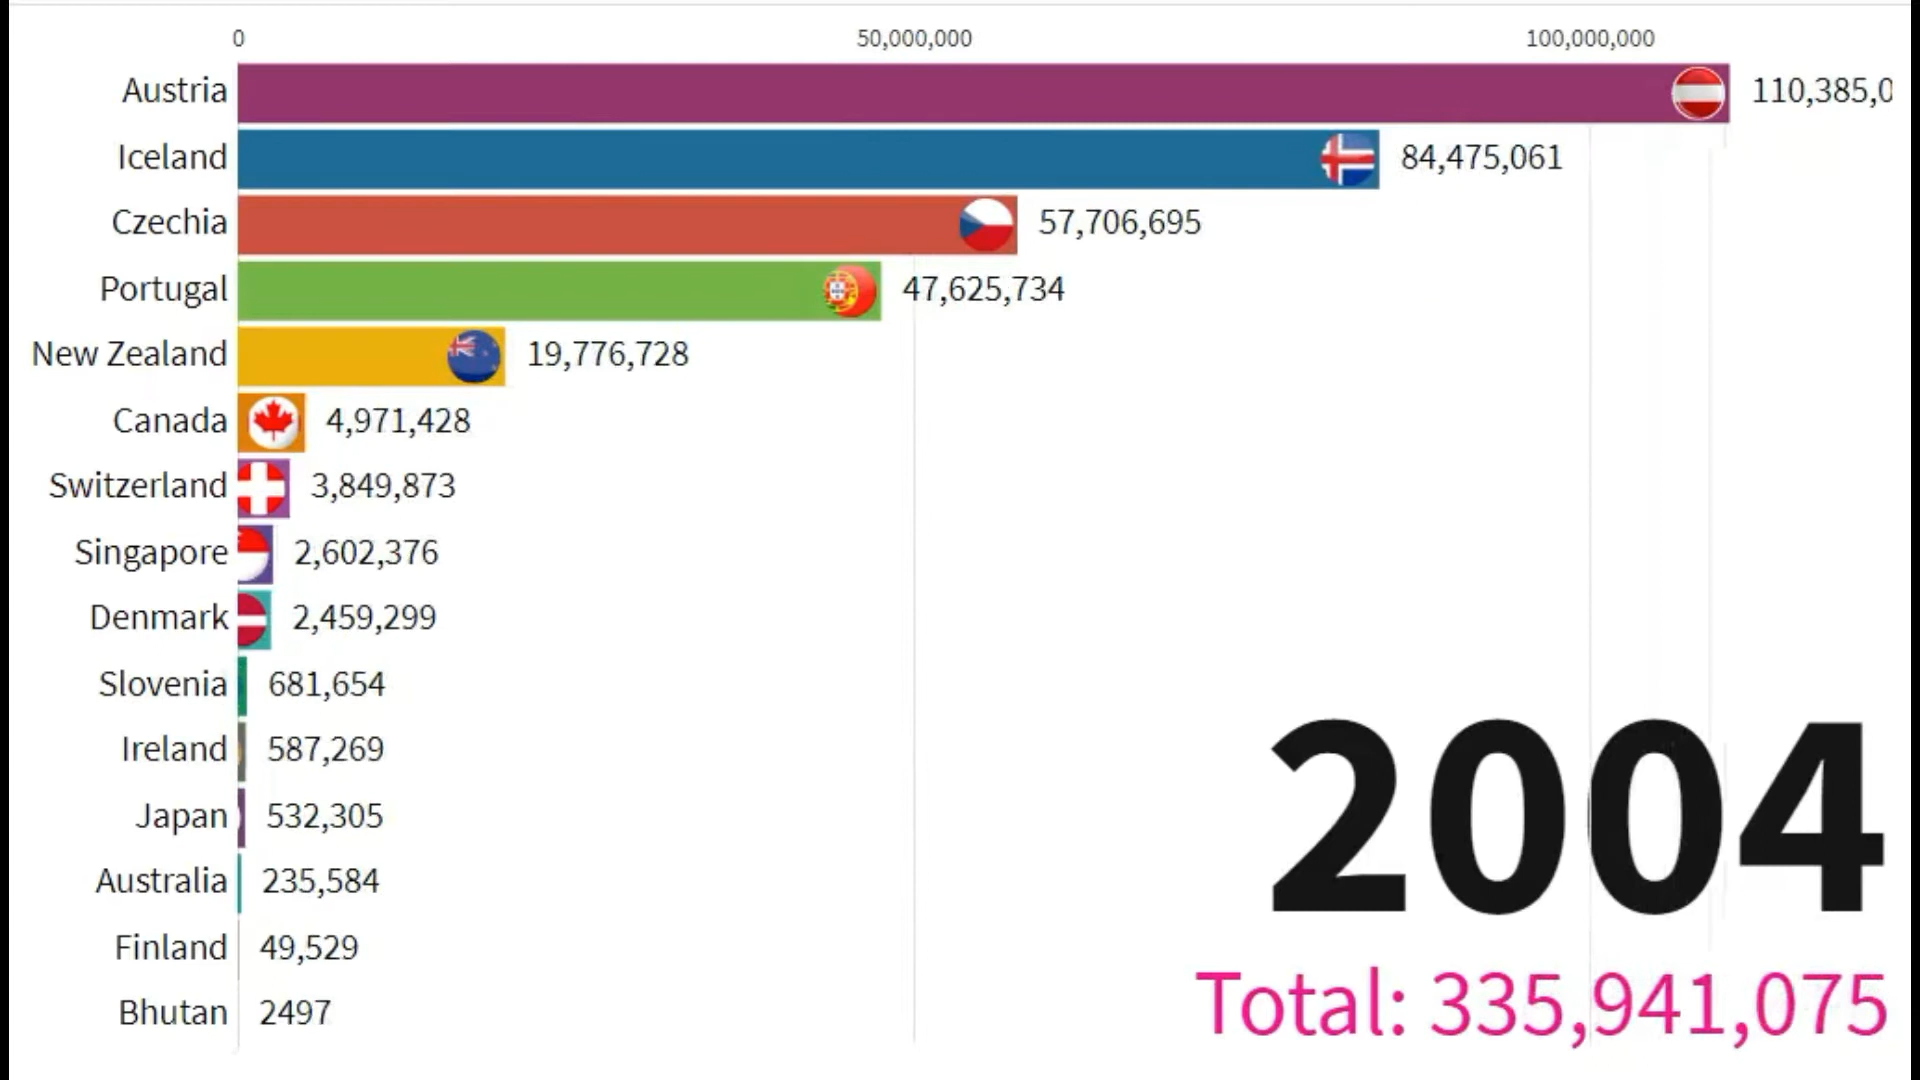 0 50,000,000 100,000,000
Austria 110,385,0
Iceland 84,475,061
Czechia 57,706,695
Portugal 47,625,734
New Zealand 19,776,728
Canada 4,971,428
Switzerland 3,849,873
Singapore 2,602,376
Denmark 2,459,299
Slovenia 681,654
Ireland 587,269
Japan 532,305
Australia 235,584
Finland 49,529
Bhutan 2497
2004
Total: 335,941,075